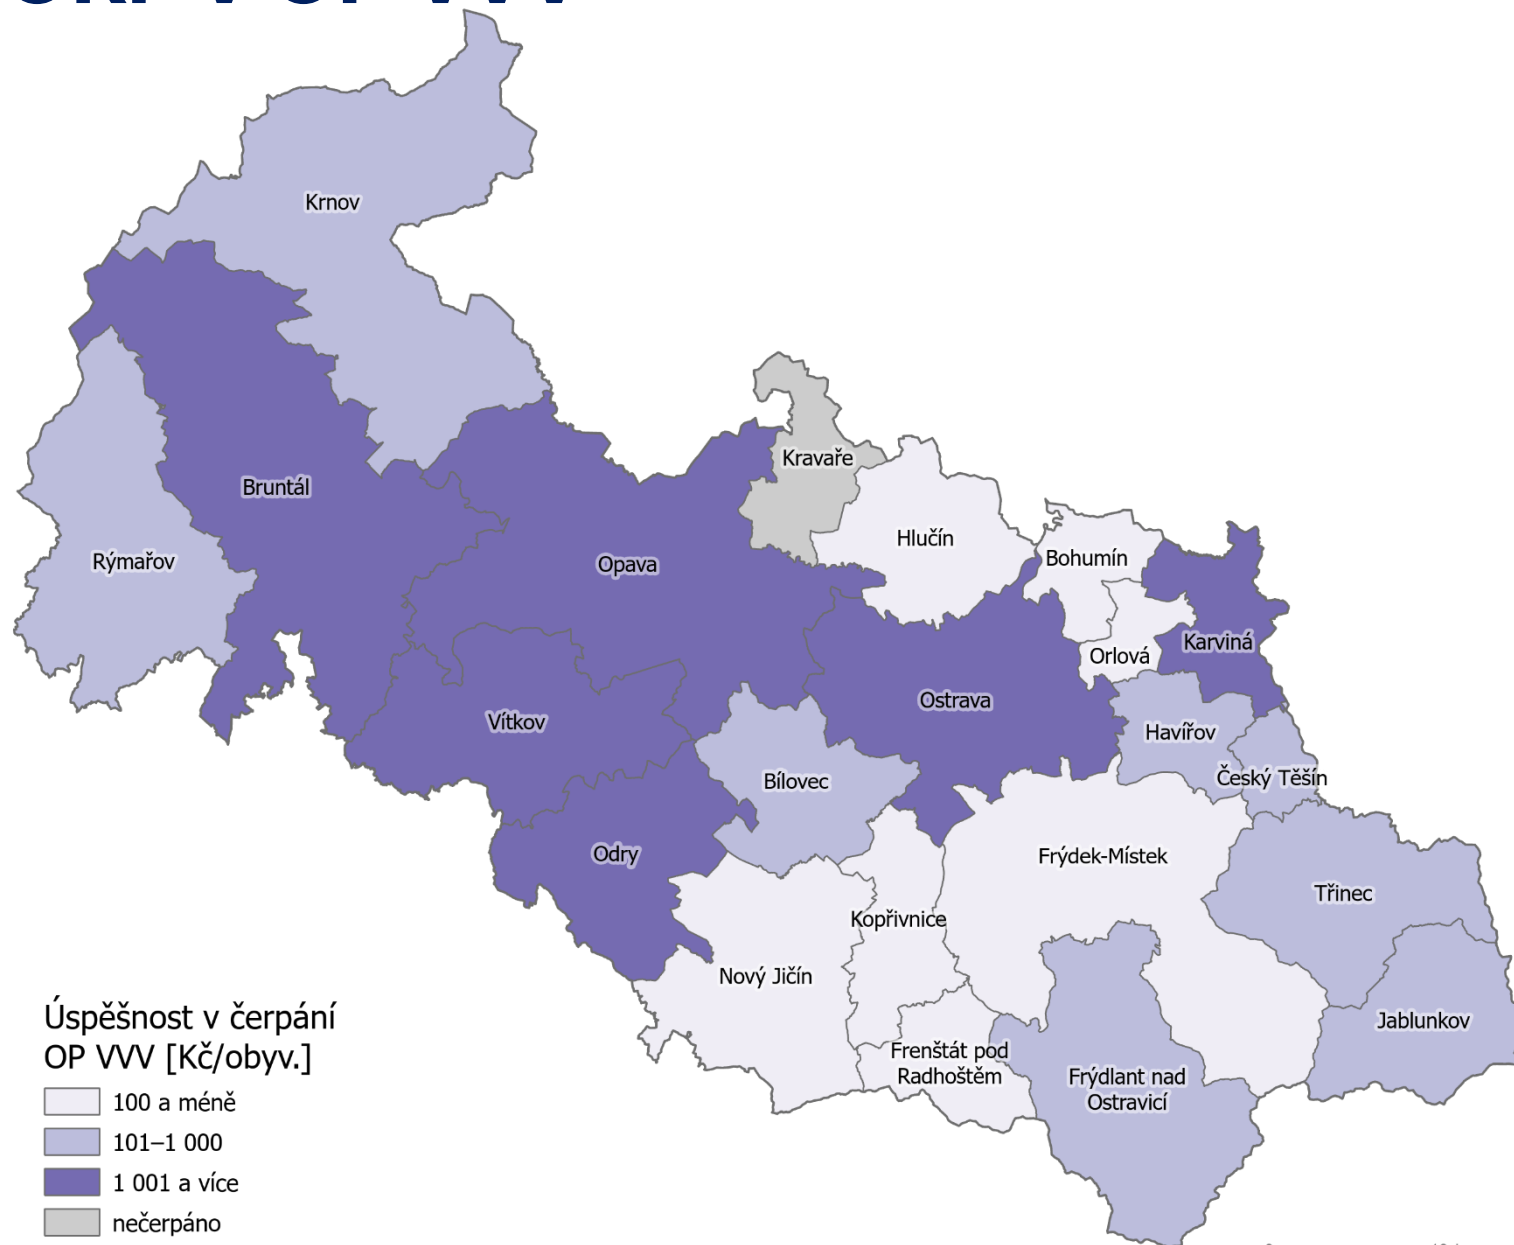 Krnov
Kravaře
Bruntál
Hlučín
Bohumín
Rýmařov
Opava
Karviná
Orlová
Ostrava
Vítkov
Havířov
Český Těšín
Bílovec
Odry
Frýdek-Místek
Třinec
Kopřivnice
Nový Jičín
Jablunkov
Frenštát pod
Radhoštěm
Frýdlant nad
Ostravicí
Úspěšnost v čerpání
OP VVV [Kč/obyv.]
100 a méně
101–1 000
1 001 a více
nečerpáno